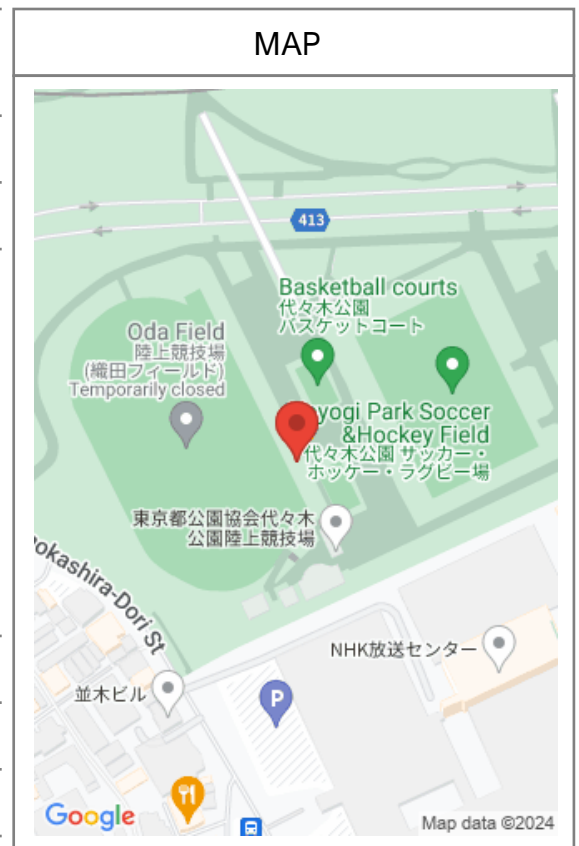 MAP
413
Basketball courts
代々木公園
バスケットコート
Oda Field
陸上競技場
(織田フィールド)
Temporarily closed
yogi Park Soccer
&Hockey Field
代々木公園 サッカー・
ホッケー・ラグビー場
東京都公園協会代々木
公園陸上競技場
okashira-Dori St
NHK放送センター
並木ビル
P
Google
Map data ©2024